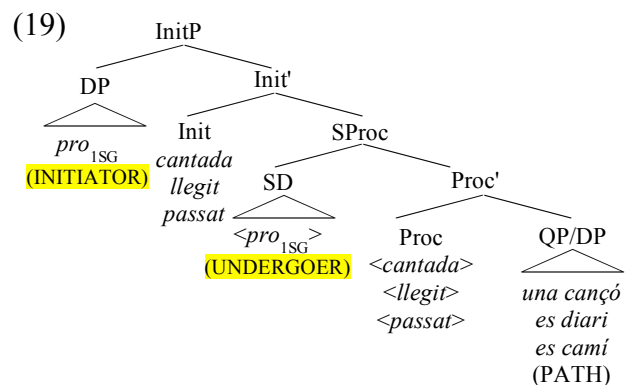 (19)
InitP
DP
Init'
pro1SG
(INITIATOR)
Init
cantada
llegit
passat
SProc
SD
Proc'
<pro1SG>
(UNDERGOER)
Proc
<cantada>
<llegit>
<passat>
QP/DP
una cançó
es diari
es camí
(PATH)